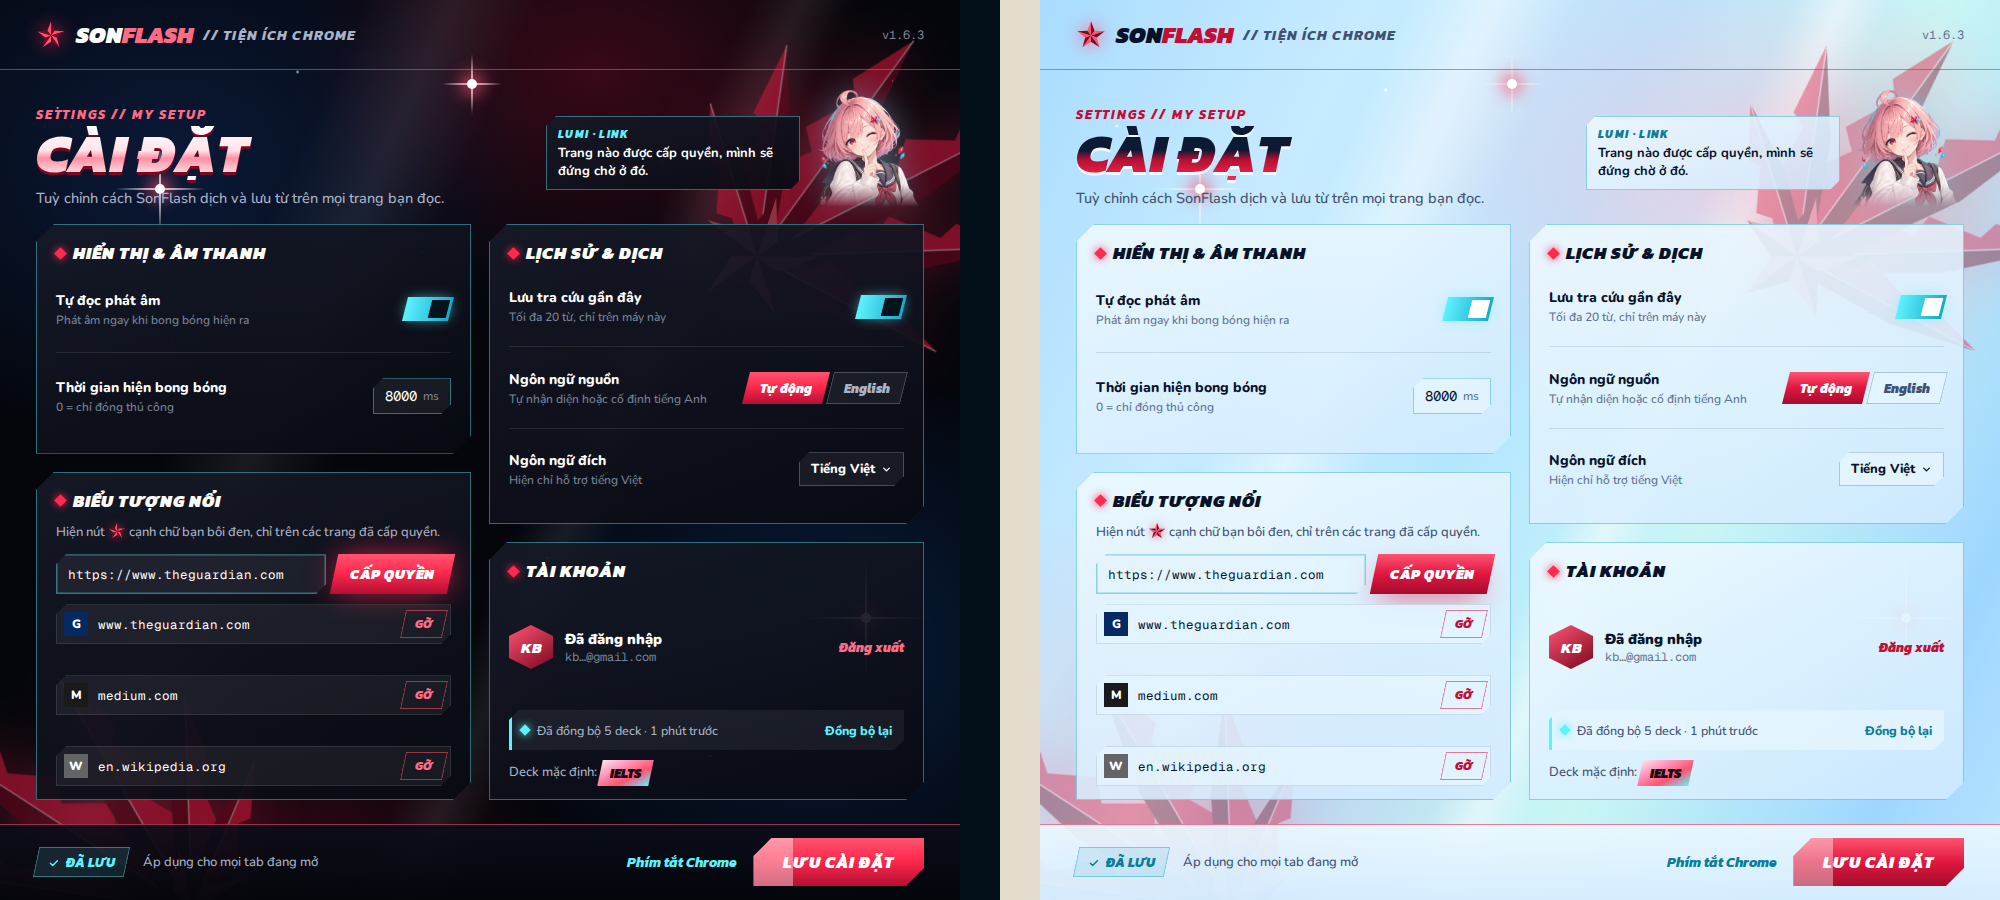 SONFLASH // TIỆN ÍCH CHROME
v1.6.3
SETTINGS // MY SETUP
CÀI ĐẶT
Tuỳ chỉnh cách SonFlash dịch và lưu từ trên mọi trang bạn đọc.
LUMI · LINK
Trang nào được cấp quyền, mình sẽ
đứng chờ ở đó.
HIỂN THỊ & ÂM THANH
Tự đọc phát âm
Phát âm ngay khi bong bóng hiện ra
Thời gian hiện bong bóng
0 = chỉ đóng thủ công
8000 ms
LỊCH SỬ & DỊCH
Lưu tra cứu gần đây
Tối đa 20 từ, chỉ trên máy này
Ngôn ngữ nguồn
Tự nhận diện hoặc cố định tiếng Anh
Tự động
English
Ngôn ngữ đích
Hiện chỉ hỗ trợ tiếng Việt
Tiếng Việt
BIỂU TƯỢNG NỔI
Hiện nút cạnh chữ bạn bôi đen, chỉ trên các trang đã cấp quyền.
https://www.theguardian.com
CẤP QUYỀN
G www.theguardian.com GỠ
M medium.com GỠ
W en.wikipedia.org GỠ
TÀI KHOẢN
KB
Đã đăng nhập
kb…@gmail.com
Đăng xuất
Đã đồng bộ 5 deck · 1 phút trước
Đồng bộ lại
Deck mặc định: IELTS
✓ ĐÃ LƯU
Áp dụng cho mọi tab đang mở
Phím tắt Chrome
LƯU CÀI ĐẶT
SONFLASH // TIỆN ÍCH CHROME
v1.6.3
SETTINGS // MY SETUP
CÀI ĐẶT
Tuỳ chỉnh cách SonFlash dịch và lưu từ trên mọi trang bạn đọc.
LUMI · LINK
Trang nào được cấp quyền, mình sẽ
đứng chờ ở đó.
HIỂN THỊ & ÂM THANH
Tự đọc phát âm
Phát âm ngay khi bong bóng hiện ra
Thời gian hiện bong bóng
0 = chỉ đóng thủ công
8000 ms
LỊCH SỬ & DỊCH
Lưu tra cứu gần đây
Tối đa 20 từ, chỉ trên máy này
Ngôn ngữ nguồn
Tự nhận diện hoặc cố định tiếng Anh
Tự động
English
Ngôn ngữ đích
Hiện chỉ hỗ trợ tiếng Việt
Tiếng Việt
BIỂU TƯỢNG NỔI
Hiện nút cạnh chữ bạn bôi đen, chỉ trên các trang đã cấp quyền.
https://www.theguardian.com
CẤP QUYỀN
G www.theguardian.com GỠ
M medium.com GỠ
W en.wikipedia.org GỠ
TÀI KHOẢN
KB
Đã đăng nhập
kb…@gmail.com
Đăng xuất
Đã đồng bộ 5 deck · 1 phút trước
Đồng bộ lại
Deck mặc định: IELTS
✓ ĐÃ LƯU
Áp dụng cho mọi tab đang mở
Phím tắt Chrome
LƯU CÀI ĐẶT